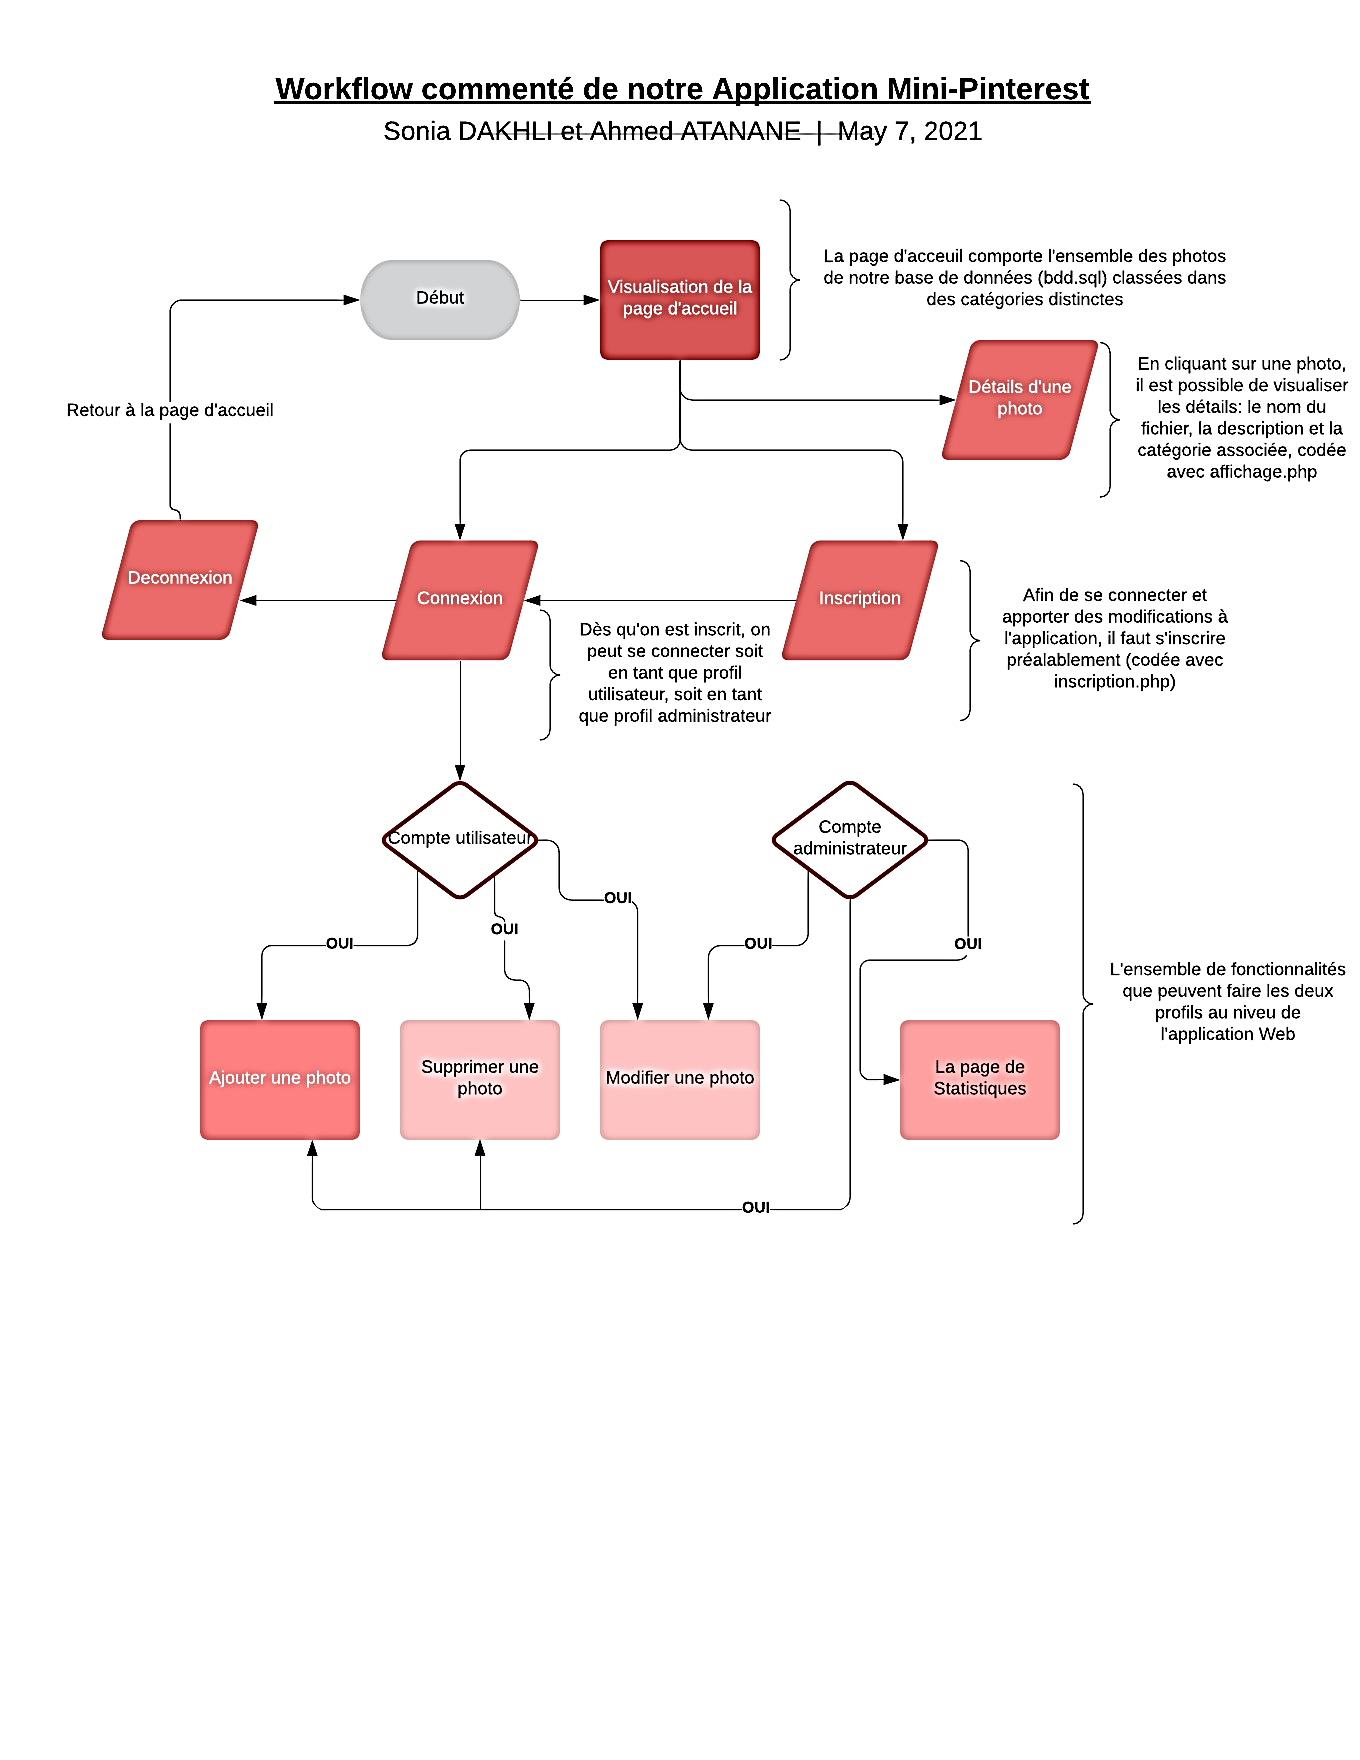 Workflow commenté de notre Application Mini-Pinterest
Sonia DAKHLI et Ahmed ATANANE | May 7, 2021
Début
Visualisation de la
page d'accueil
La page d'acceuil comporte l'ensemble des photos
de notre base de données (bdd.sql) classées dans
des catégories distinctes
Détails d'une
photo
En cliquant sur une photo,
il est possible de visualiser
les détails: le nom du
fichier, la description et la
catégorie associée, codée
avec affichage.php
Retour à la page d'accueil
Deconnexion
Connexion
Inscription
Dès qu'on est inscrit, on
peut se connecter soit
en tant que profil
utilisateur, soit en tant
que profil administrateur
Afin de se connecter et
apporter des modifications à
l'application, il faut s'inscrire
préalablement (codée avec
inscription.php)
Compte utilisateur
Compte
administrateur
OUI
OUI
OUI
OUI
OUI
L'ensemble de fonctionnalités
que peuvent faire les deux
profils au niveu de
l'application Web
Ajouter une photo
Supprimer une
photo
Modifier une photo
La page de
Statistiques
OUI